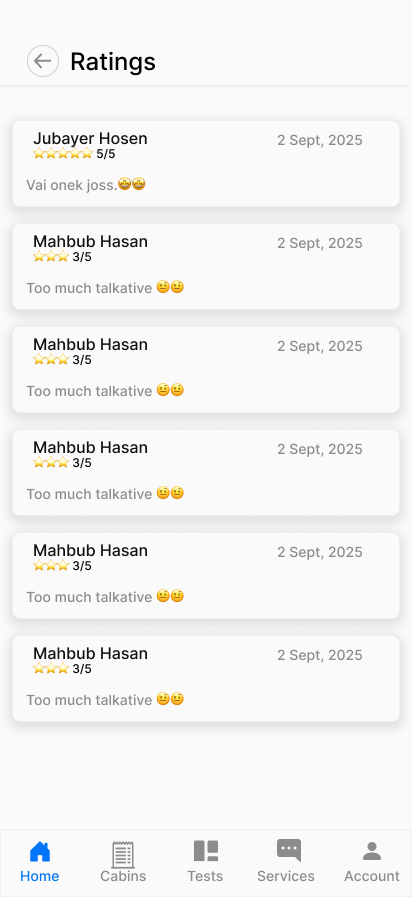 Ratings
Jubayer Hosen
2 Sept, 2025
⭐⭐⭐⭐⭐ 5/5
Vai onek joss.🤩🤩
Mahbub Hasan
2 Sept, 2025
⭐⭐⭐ 3/5
Too much talkative 🤕🤕
Mahbub Hasan
2 Sept, 2025
⭐⭐⭐ 3/5
Too much talkative 🤕🤕
Mahbub Hasan
2 Sept, 2025
⭐⭐⭐ 3/5
Too much talkative 🤕🤕
Mahbub Hasan
2 Sept, 2025
⭐⭐⭐ 3/5
Too much talkative 🤕🤕
Mahbub Hasan
2 Sept, 2025
⭐⭐⭐ 3/5
Too much talkative 🤕🤕
Home
Cabins
Tests
Services
Account